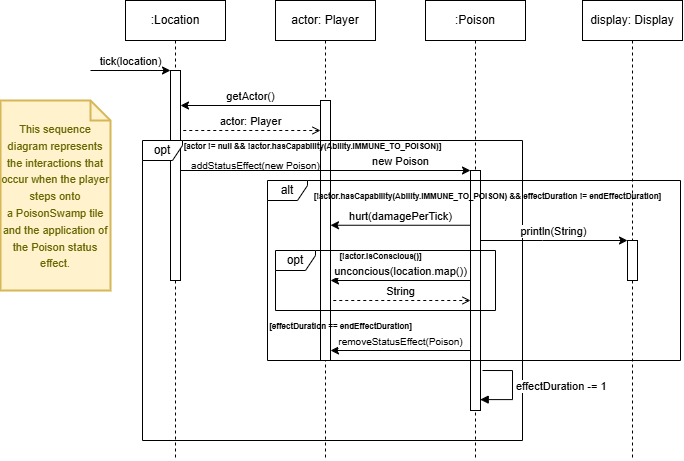 :Location
actor: Player
:Poison
display: Display
tick(location)
getActor()
actor: Player
This sequence
diagram represents
the interactions that
occur when the player
steps onto
a PoisonSwamp tile
and the application of
the Poison status
effect.
opt
[actor != null && !actor.hasCapability(Ability.IMMUNE_TO_POISON)]
addStatusEffect(new Poison)
new Poison
alt
[!actor.hasCapability(Ability.IMMUNE_TO_POISON) && effectDuration != endEffectDuration]
hurt(damagePerTick)
println(String)
opt
[!actor.isConscious()]
unconcious(location.map())
String
[effectDuration == endEffectDuration]
removeStatusEffect(Poison)
effectDuration -= 1